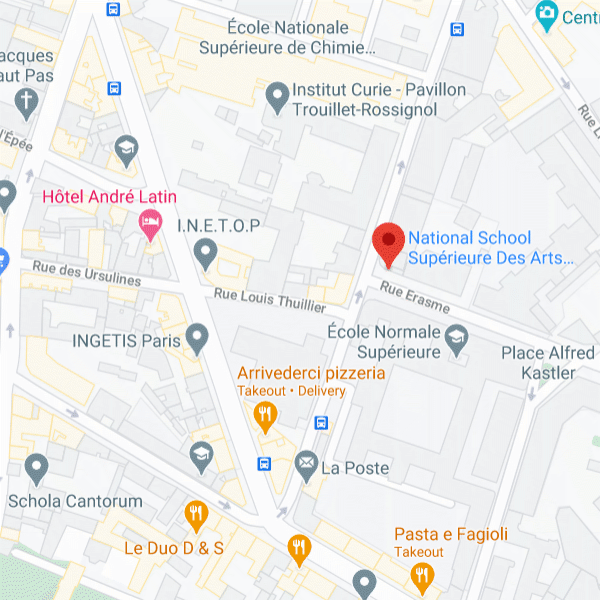 École Nationale
Supérieure de Chimie…
Centr
acques
aut Pas
Institut Curie - Pavillon
Trouillet-Rossignol
l'Épée
Rue L
Hôtel André Latin
I.N.E.T.O.P
National School
Supérieure Des Arts…
Rue des Ursulines
Rue Louis Thuillier
Rue Erasme
INGETIS Paris
École Normale
Supérieure
Place Alfred
Kastler
Arrivederci pizzeria
Takeout • Delivery
La Poste
Schola Cantorum
Le Duo D & S
Pasta e Fagioli
Takeout